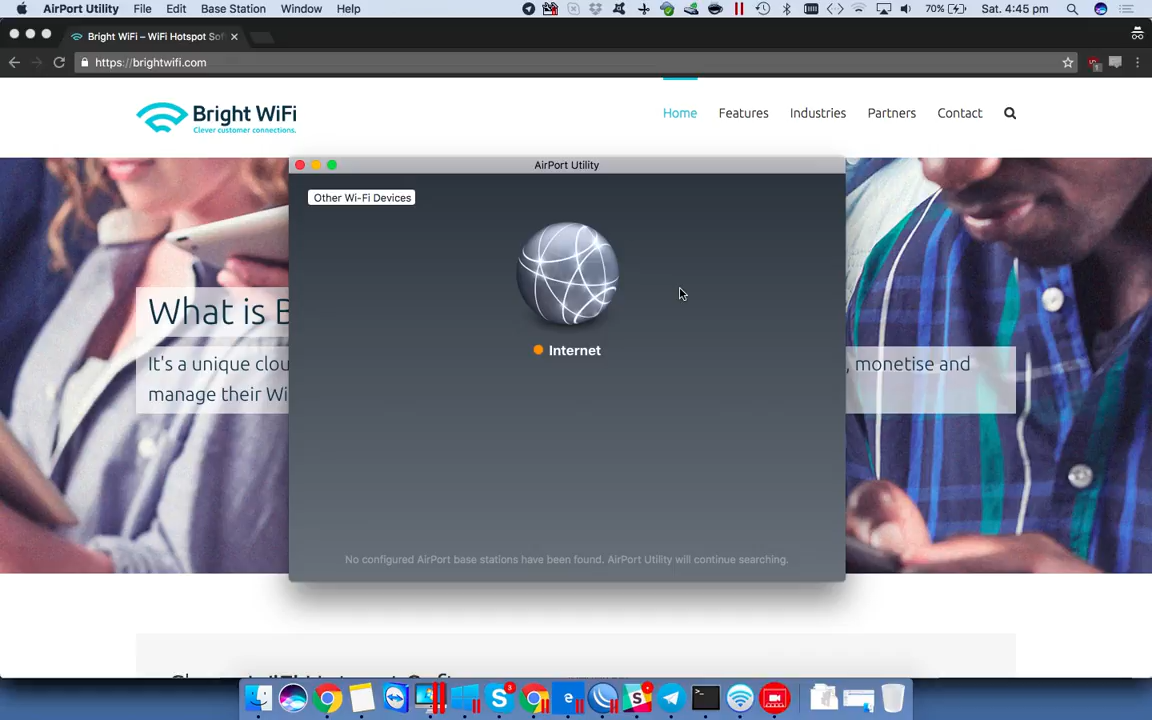 AirPort Utility File Edit Base Station Window Help 70% Sat. 4:45 pm
Bright WiFi – WiFi Hotspot Sof
https://brightwifi.com
Bright WiFi
Clever customer connections.
Home Features Industries Partners Contact
AirPort Utility
Other Wi-Fi Devices
What is B
Internet
It's a unique clou
, monetise and
manage their Wi
No configured AirPort base stations have been found. AirPort Utility will continue searching.